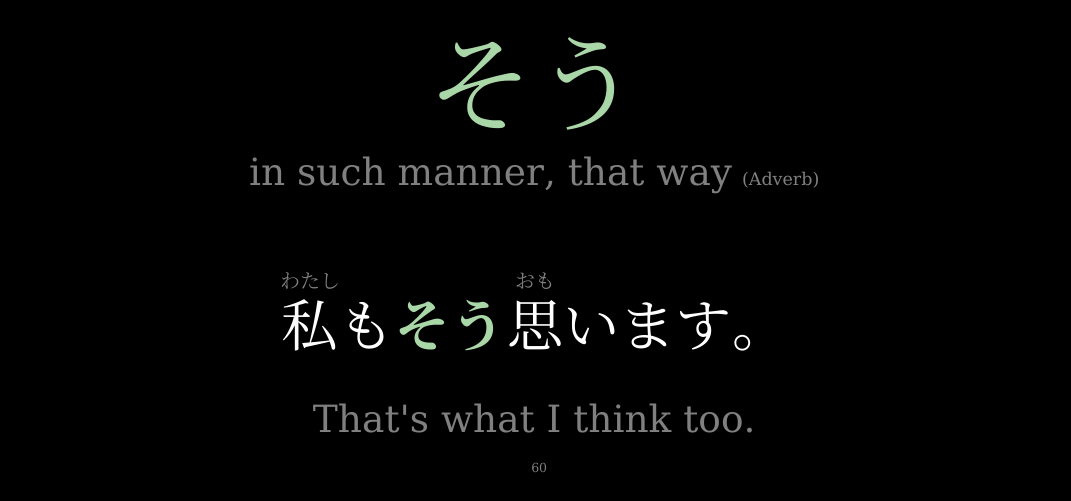 そう
in such manner, that way (Adverb)
わたし おも
私もそう思います。
That's what I think too.
60